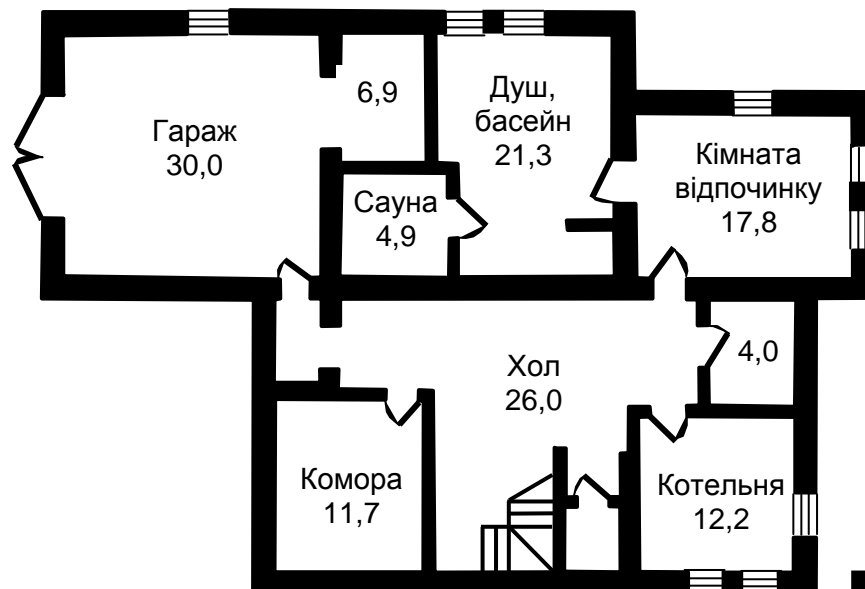 Гараж
30,0
6,9
Душ,
басейн
21,3
Кімната
відпочинку
17,8
Сауна
4,9
Хол
26,0
4,0
Комора
11,7
Котельня
12,2